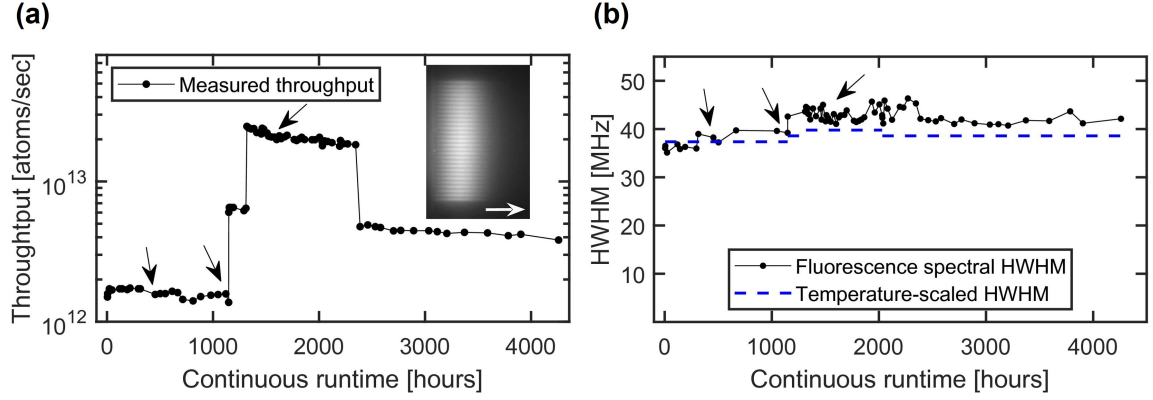 (a)
Throughtput [atoms/sec]
10^13
10^12
Measured throughput
0 1000 2000 3000 4000
Continuous runtime [hours]
(b)
HWHM [MHz]
50
40
30
20
10
Fluorescence spectral HWHM
Temperature-scaled HWHM
0 1000 2000 3000 4000
Continuous runtime [hours]